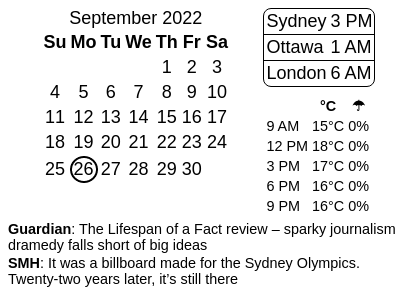 September 2022
Su Mo Tu We Th Fr Sa
1 2 3
4 5 6 7 8 9 10
11 12 13 14 15 16 17
18 19 20 21 22 23 24
25 26 27 28 29 30
Sydney 3 PM
Ottawa 1 AM
London 6 AM
°C ☂
9 AM 15°C 0%
12 PM 18°C 0%
3 PM 17°C 0%
6 PM 16°C 0%
9 PM 16°C 0%
Guardian: The Lifespan of a Fact review – sparky journalism
dramedy falls short of big ideas
SMH: It was a billboard made for the Sydney Olympics.
Twenty-two years later, it’s still there